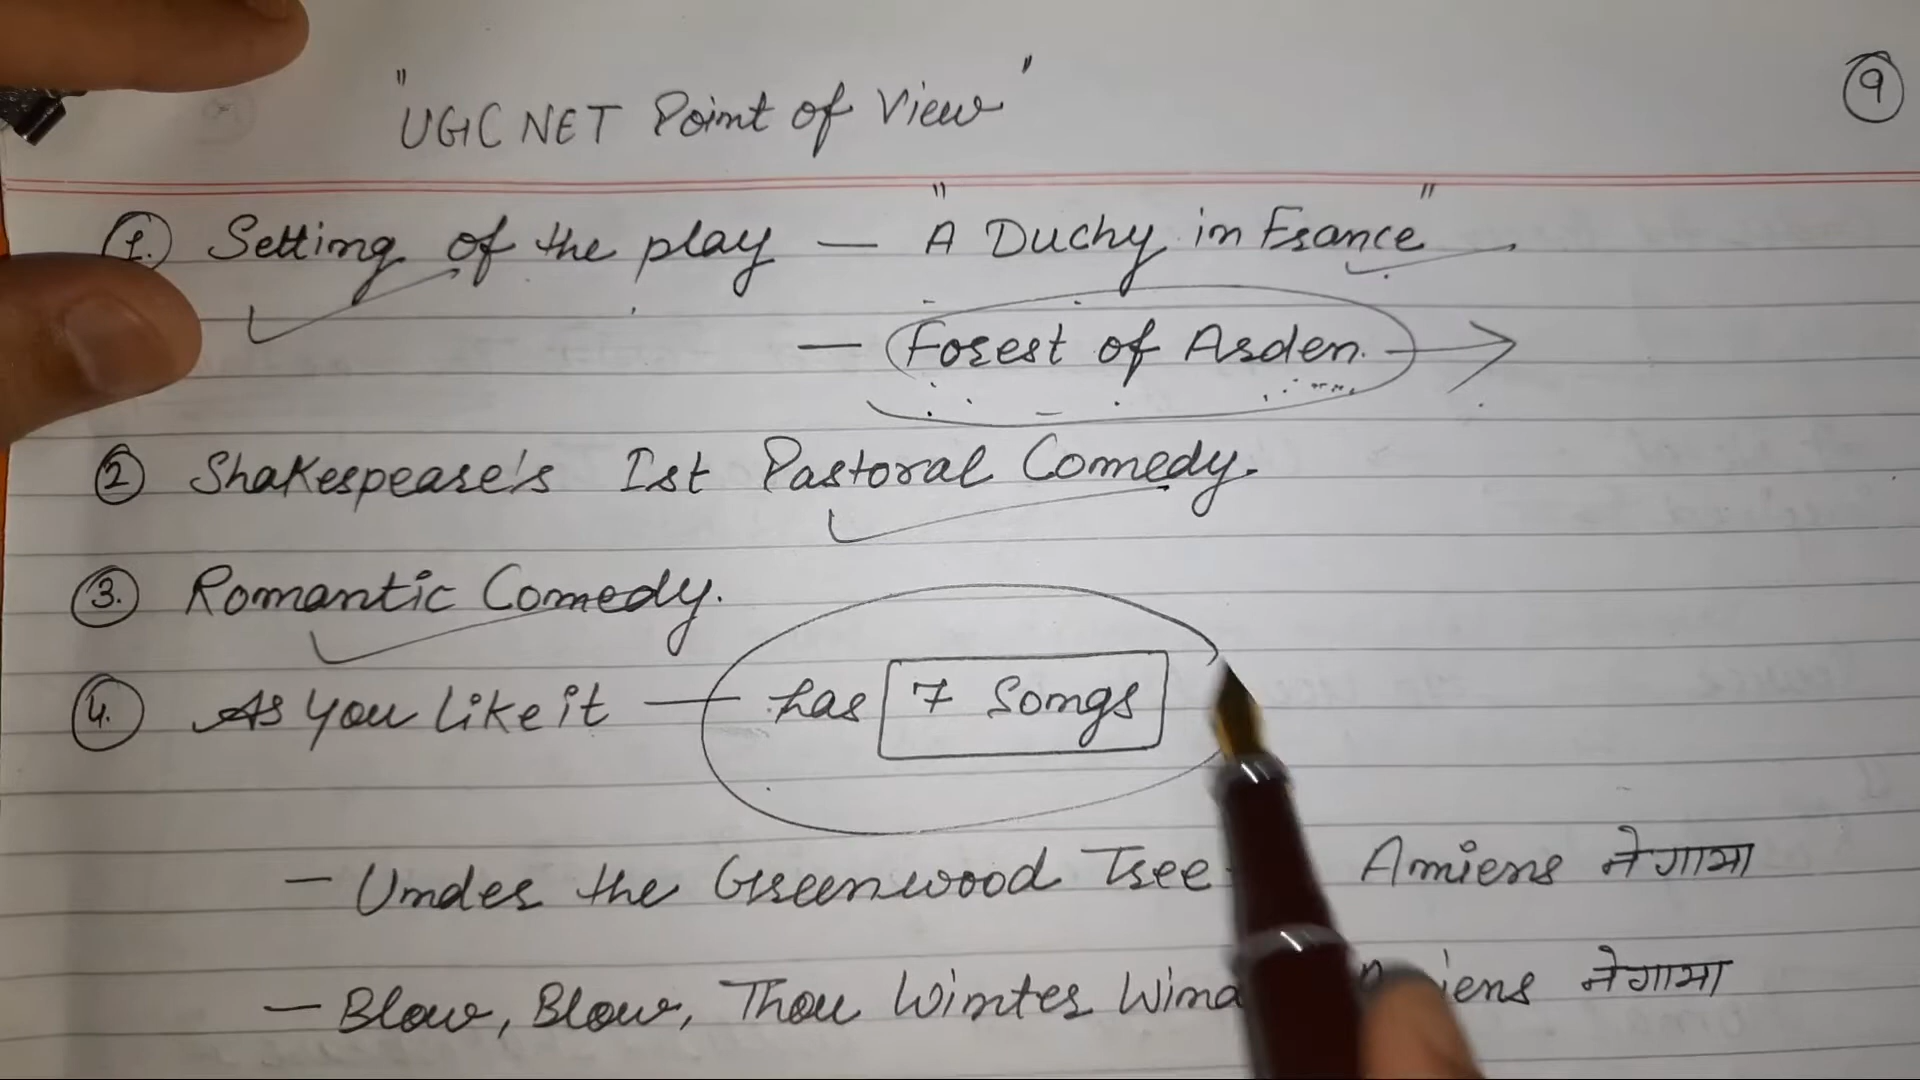 "UGC NET Point of View"
9
1. Setting of the play — "A Duchy in France"
— Forest of Arden.
2 Shakespeare's Ist Pastoral Comedy.
3. Romantic Comedy.
4. As You Like it — has 7 Songs
— Under the Greenwood Tree - Amiens ने गाया
— Blow, Blow, Thou Winter Wind ने गाया